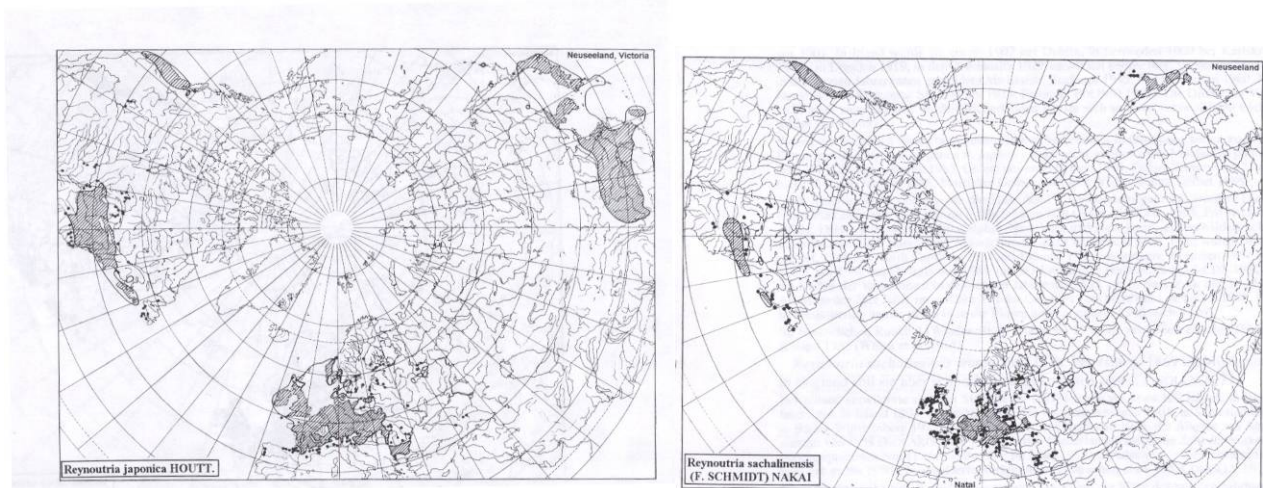 Neuseeland, Victoria
Reynoutria japonica HOUTT.
Neuseeland
Reynoutria sachalinensis
(F. SCHMIDT) NAKAI
Natal